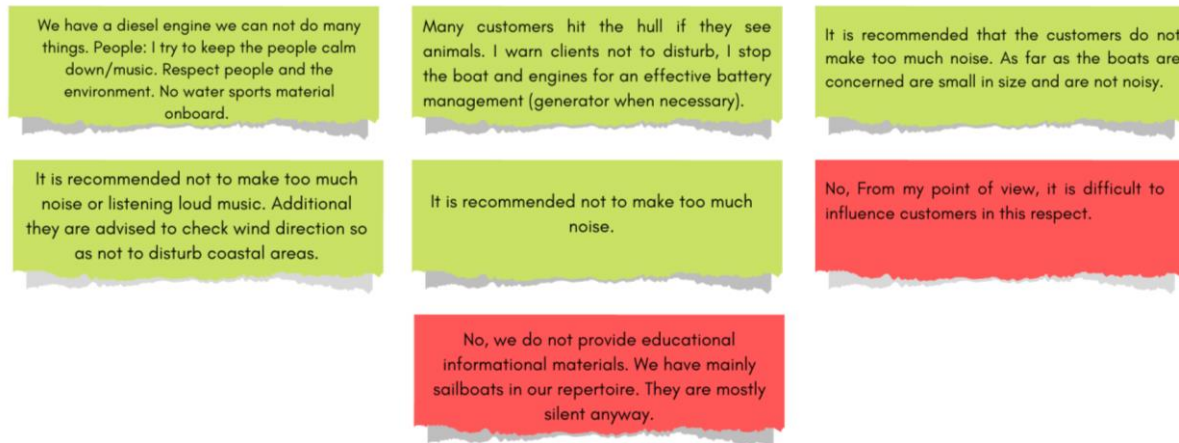 We have a diesel engine we can not do many
things. People: I try to keep the people calm
down/music. Respect people and the
environment. No water sports material
onboard.
Many customers hit the hull if they see
animals. I warn clients not to disturb, I stop
the boat and engines for an effective battery
management (generator when necessary).
It is recommended that the customers do not
make too much noise. As far as the boats are
concerned are small in size and are not noisy.
It is recommended not to make too much
noise or listening loud music. Additional
they are advised to check wind direction so
as not to disturb coastal areas.
It is recommended not to make too much
noise.
No, From my point of view, it is difficult to
influence customers in this respect.
No, we do not provide educational
informational materials. We have mainly
sailboats in our repertoire. They are mostly
silent anyway.